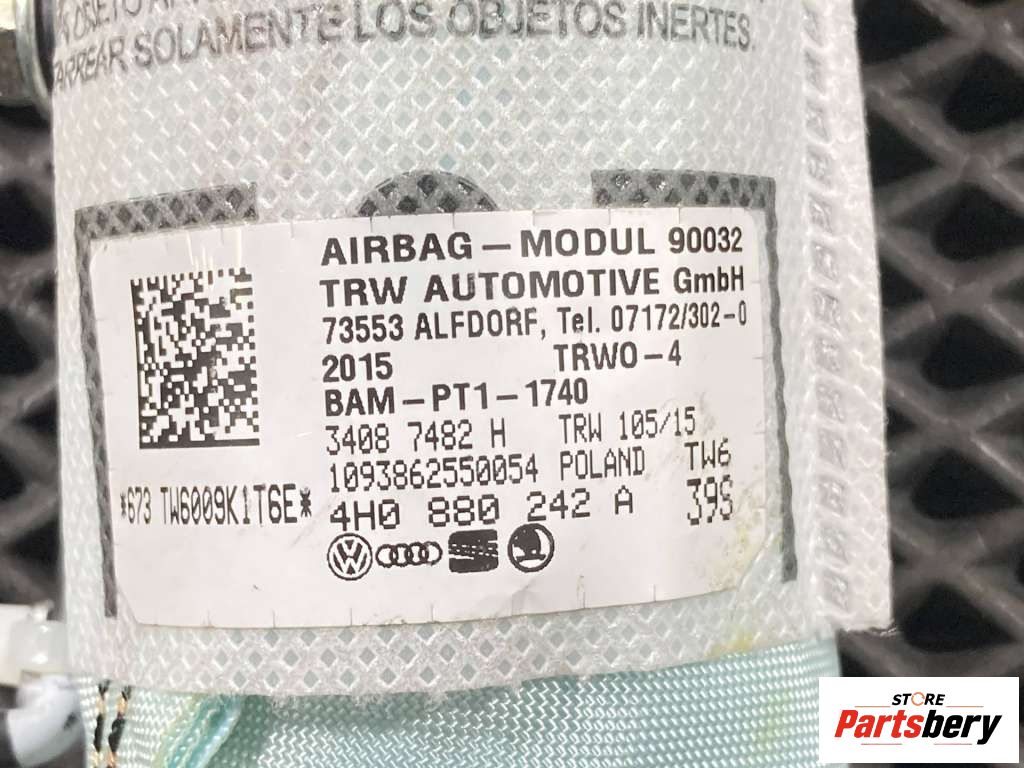 ARREAR SOLAMENTE LOS OBJETOS INERTES.
AIRBAG – MODUL 90032
TRW AUTOMOTIVE GmbH
73553 ALFDORF, Tel. 07172/302-0
2015 TRWO-4
BAM-PT1-1740
3408 7482 H TRW 105/15
1093862550054 POLAND TW6
*673 TW6009K1T6E* 4H0 880 242 A 39S
STORE
Partsbery